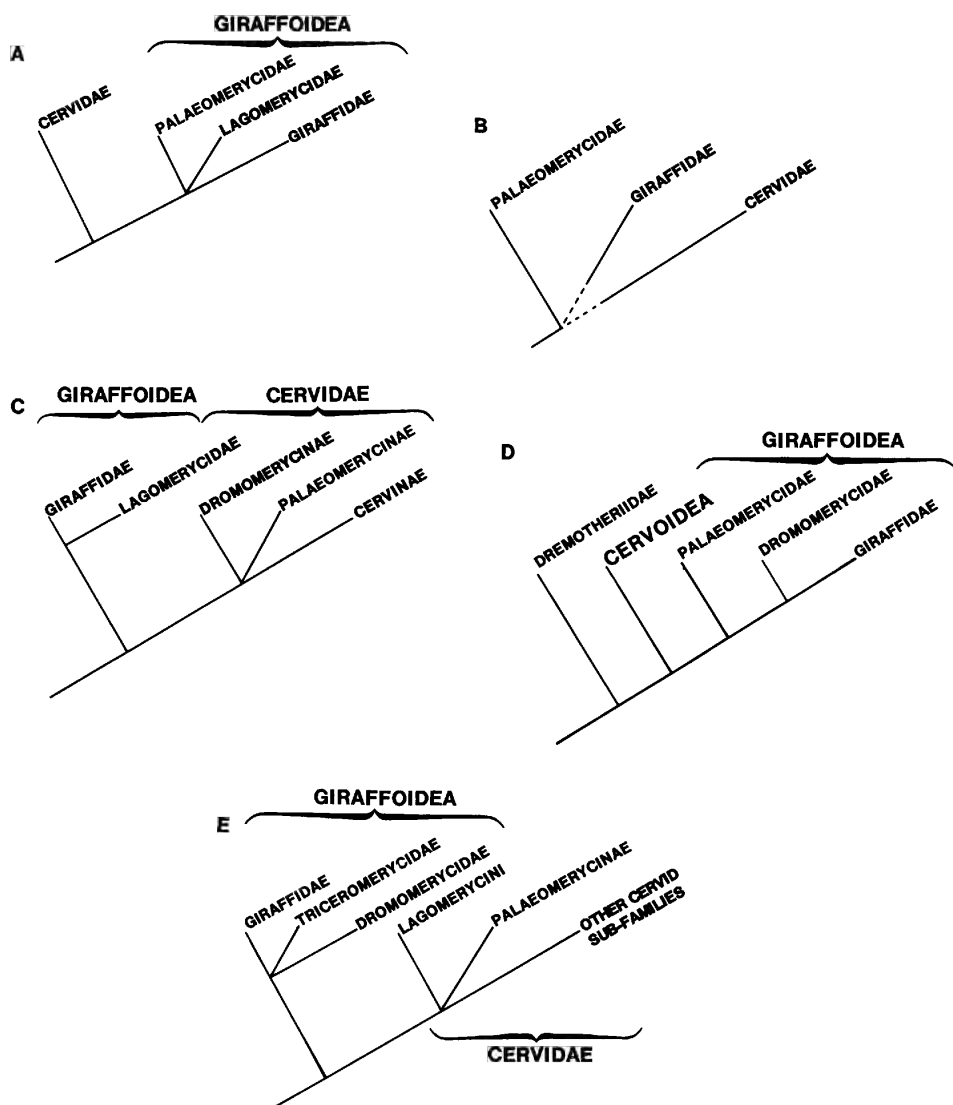 A
GIRAFFOIDEA
CERVIDAE
PALAEOMERYCIDAE
LAGOMERYCIDAE
GIRAFFIDAE
B
PALAEOMERYCIDAE
GIRAFFIDAE
CERVIDAE
C
GIRAFFOIDEA
CERVIDAE
GIRAFFIDAE
LAGOMERYCIDAE
DROMOMERYCINAE
PALAEOMERYCINAE
CERVINAE
D
GIRAFFOIDEA
DREMOTHERIIDAE
CERVOIDEA
PALAEOMERYCIDAE
DROMOMERYCIDAE
GIRAFFIDAE
E
GIRAFFOIDEA
GIRAFFIDAE
TRICEROMERYCIDAE
DROMOMERYCIDAE
LAGOMERYCINI
PALAEOMERYCINAE
OTHER CERVID
SUB-FAMILIES
CERVIDAE